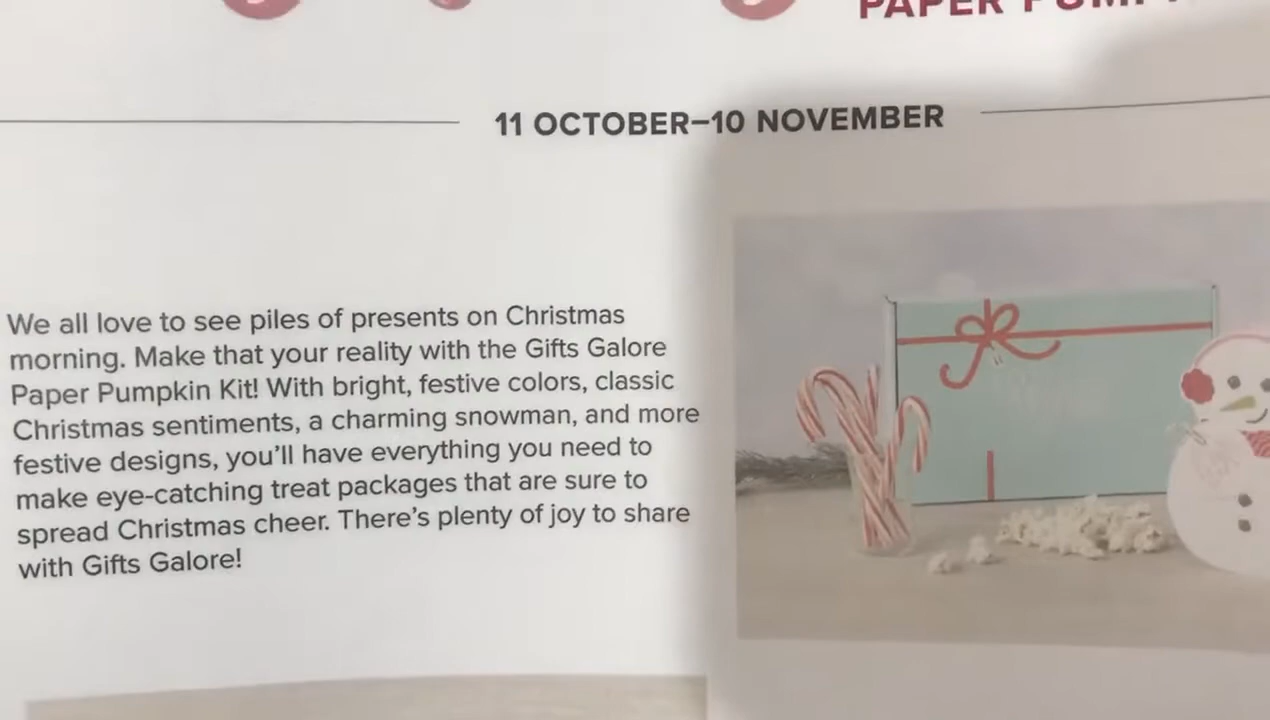 PAPER
11 OCTOBER–10 NOVEMBER
We all love to see piles of presents on Christmas
morning. Make that your reality with the Gifts Galore
Paper Pumpkin Kit! With bright, festive colors, classic
Christmas sentiments, a charming snowman, and more
festive designs, you'll have everything you need to
make eye-catching treat packages that are sure to
spread Christmas cheer. There's plenty of joy to share
with Gifts Galore!